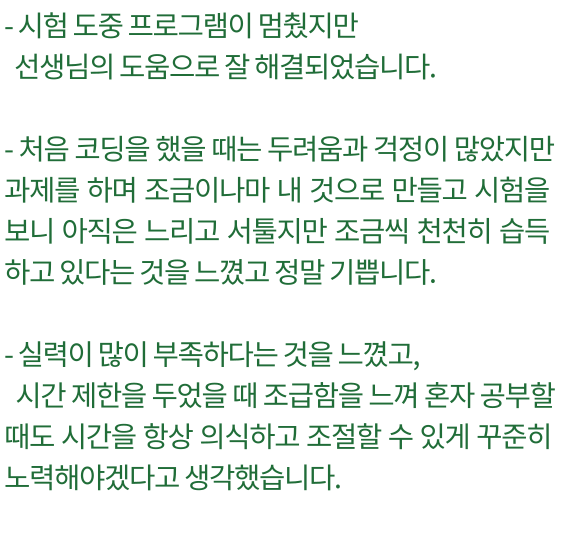 - 시험 도중 프로그램이 멈췄지만
선생님의 도움으로 잘 해결되었습니다.
- 처음 코딩을 했을 때는 두려움과 걱정이 많았지만
과제를 하며 조금이나마 내 것으로 만들고 시험을
보니 아직은 느리고 서툴지만 조금씩 천천히 습득
하고 있다는 것을 느꼈고 정말 기쁩니다.
- 실력이 많이 부족하다는 것을 느꼈고,
시간 제한을 두었을 때 조급함을 느껴 혼자 공부할
때도 시간을 항상 의식하고 조절할 수 있게 꾸준히
노력해야겠다고 생각했습니다.